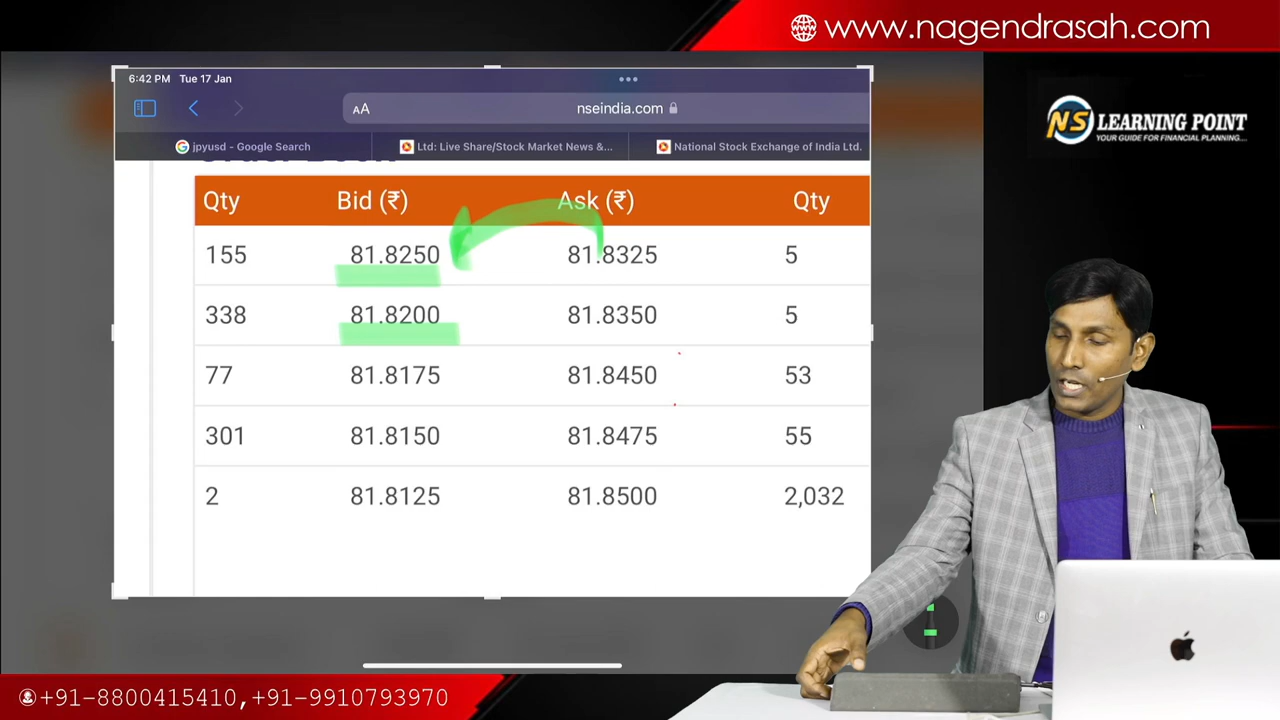 www.nagendrasah.com
6:42 PM Tue 17 Jan
AA
nseindia.com
jpyusd - Google Search
Ltd: Live Share/Stock Market News &...
National Stock Exchange of India Ltd.
NS LEARNING POINT
YOUR GUIDE FOR FINANCIAL PLANNING....
Order Book
Qty Bid (₹) Ask (₹) Qty
155 81.8250 81.8325 5
338 81.8200 81.8350 5
77 81.8175 81.8450 53
301 81.8150 81.8475 55
2 81.8125 81.8500 2,032
+91-8800415410,+91-9910793970